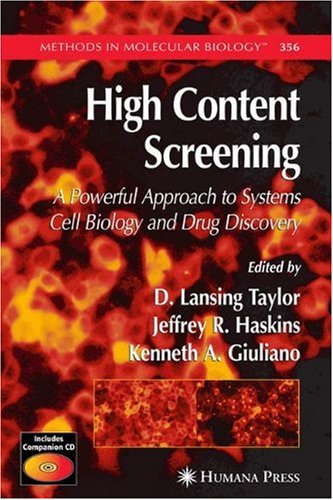 METHODS IN MOLECULAR BIOLOGY™ 356
High Content
Screening
A Powerful Approach to Systems
Cell Biology and Drug Discovery
Edited by
D. Lansing Taylor
Jeffrey R. Haskins
Kenneth A. Giuliano
Includes
Companion CD
HUMANA PRESS